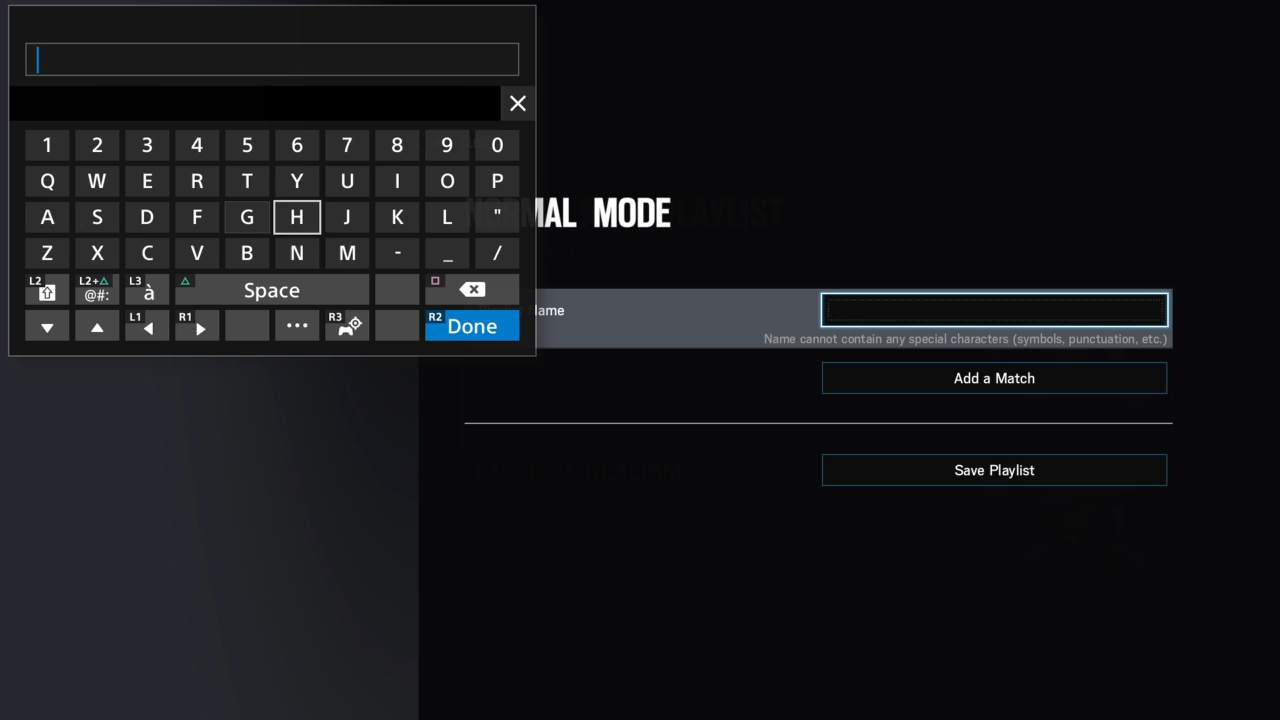 1 2 3 4 5 6 7 8 9 0
Q W E R T Y U I O P
A S D F G H J K L "
Z X C V B N M - _ /
L2 L2+△ @#: L3 à △ Space
L1 R1 ... R3 R2 Done
MAL MODE
Name
Name cannot contain any special characters (symbols, punctuation, etc.)
Add a Match
Save Playlist